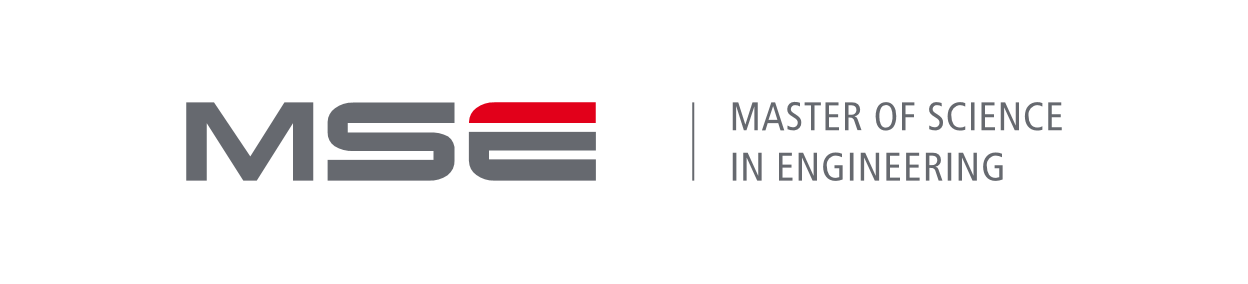 MSE
MASTER OF SCIENCE
IN ENGINEERING